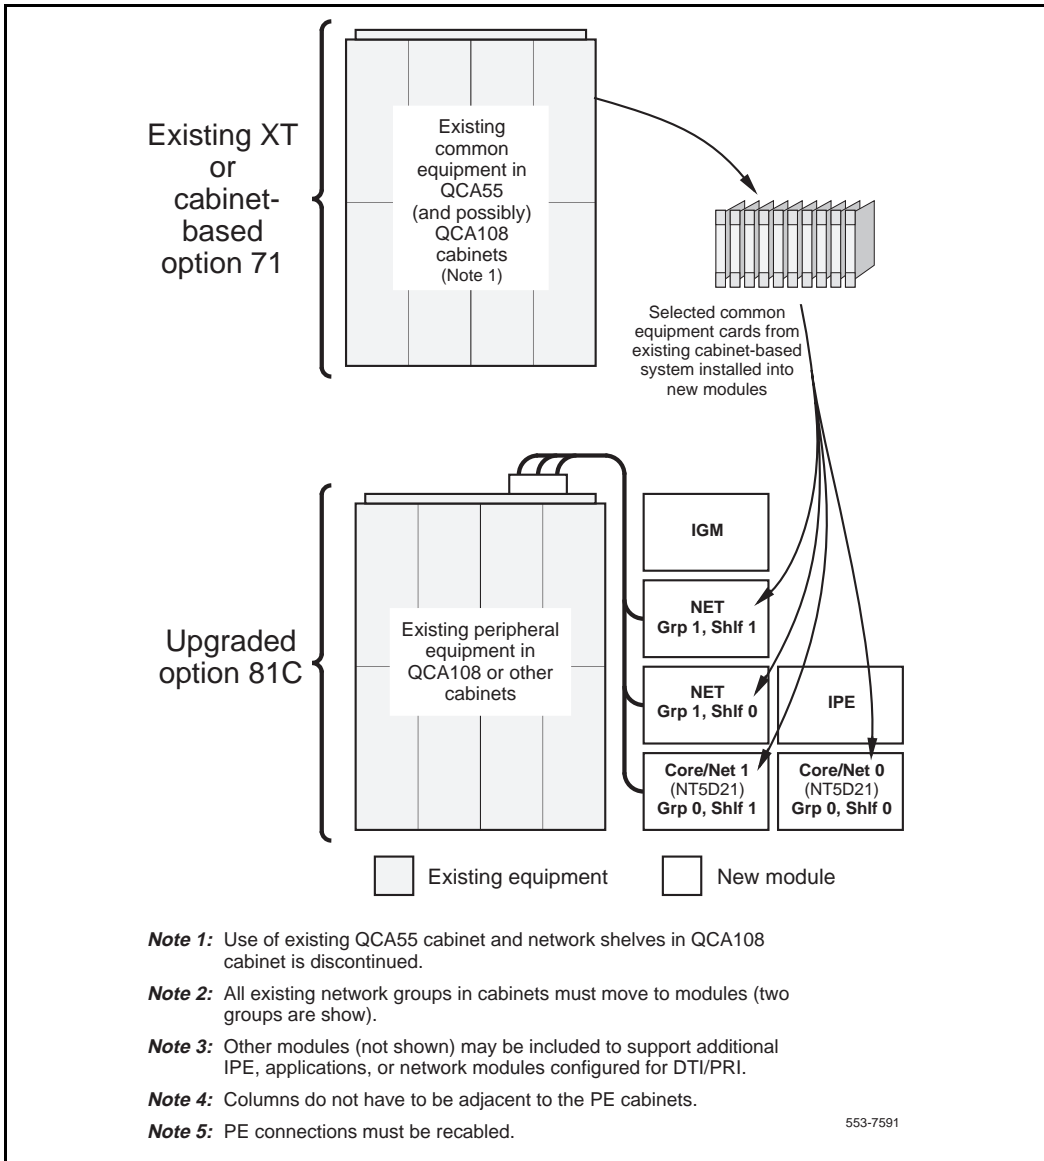 Existing XT
or
cabinet-
based
option 71
Existing
common
equipment in
QCA55
(and possibly)
QCA108
cabinets
(Note 1)
Selected common
equipment cards from
existing cabinet-based
system installed into
new modules
Upgraded
option 81C
Existing peripheral
equipment in
QCA108 or other
cabinets
IGM
NET
Grp 1, Shlf 1
NET
Grp 1, Shlf 0
IPE
Core/Net 1
(NT5D21)
Grp 0, Shlf 1
Core/Net 0
(NT5D21)
Grp 0, Shlf 0
Existing equipment
New module
Note 1: Use of existing QCA55 cabinet and network shelves in QCA108
cabinet is discontinued.
Note 2: All existing network groups in cabinets must move to modules (two
groups are show).
Note 3: Other modules (not shown) may be included to support additional
IPE, applications, or network modules configured for DTI/PRI.
Note 4: Columns do not have to be adjacent to the PE cabinets.
Note 5: PE connections must be recabled.
553-7591